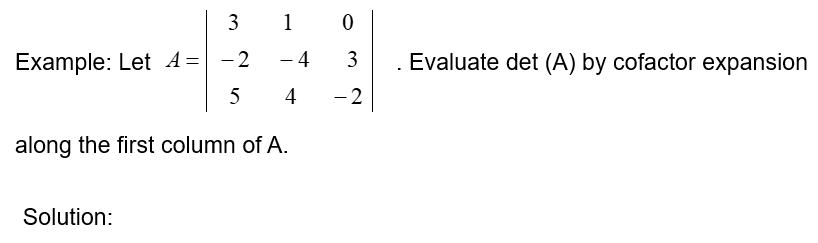 Example: Let A = | 3 1 0 |
| −2 −4 3 | . Evaluate det (A) by cofactor expansion
| 5 4 −2 |
along the first column of A.
Solution: